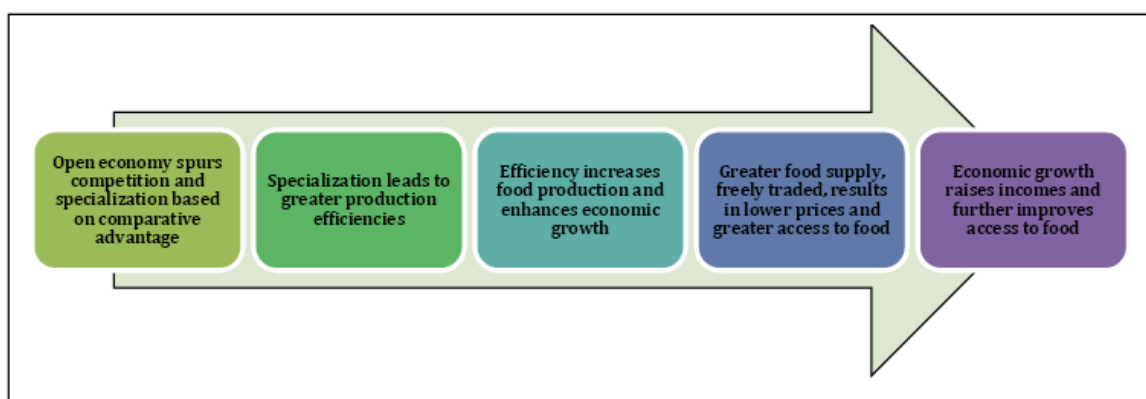 Open economy spurs
competition and
specialization based
on comparative
advantage
Specialization leads to
greater production
efficiencies
Efficiency increases
food production and
enhances economic
growth
Greater food supply,
freely traded, results
in lower prices and
greater access to food
Economic growth
raises incomes and
further improves
access to food